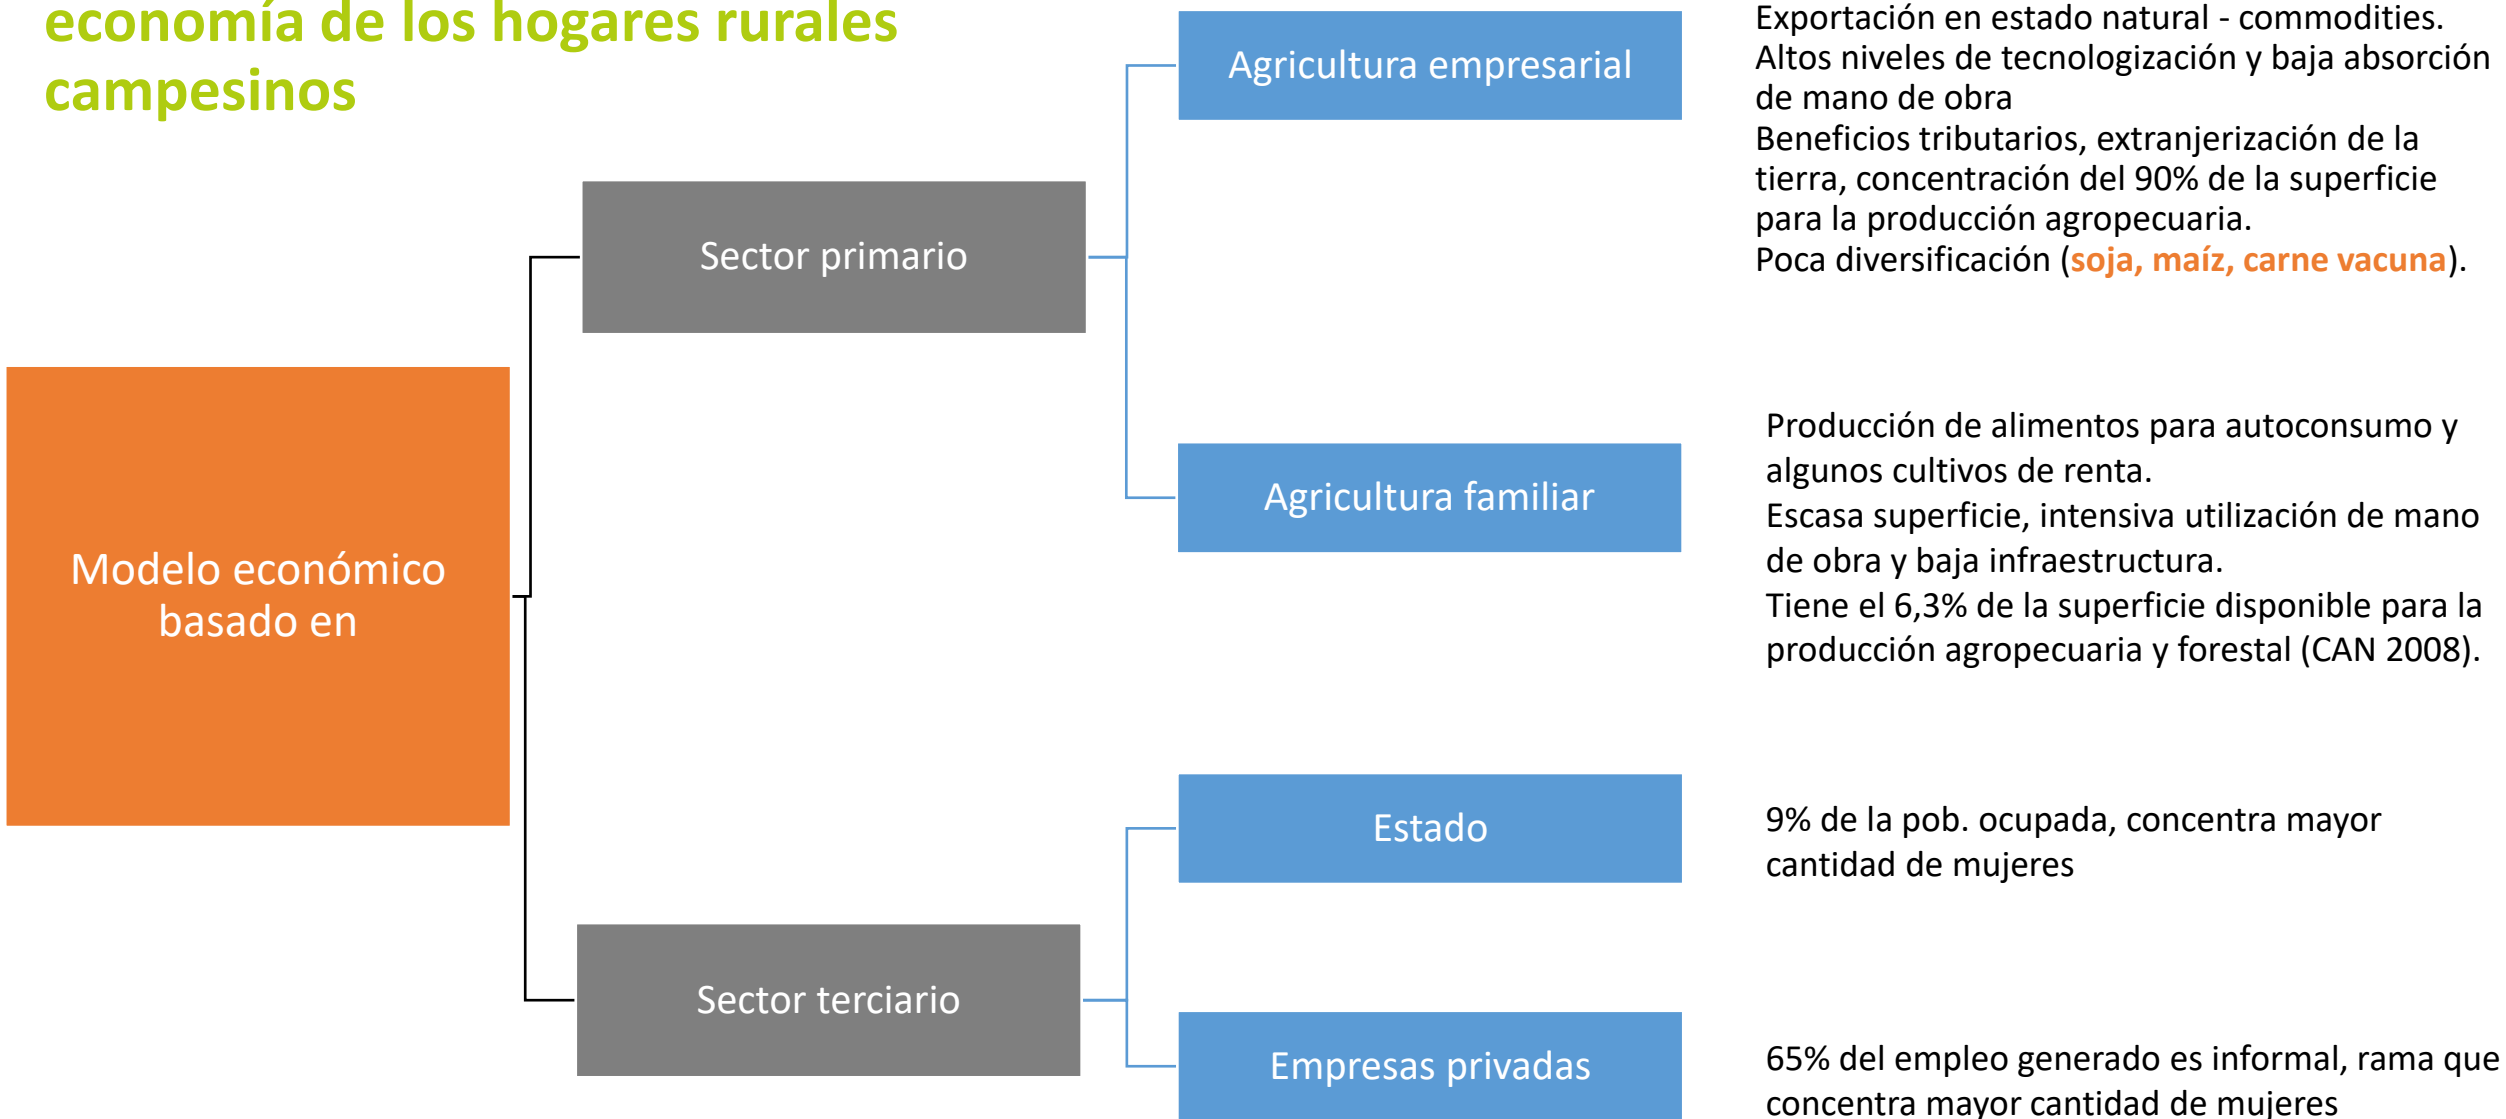 economía de los hogares rurales
campesinos
Modelo económico
basado en
Sector primario
Agricultura empresarial
Exportación en estado natural - commodities.
Altos niveles de tecnologización y baja absorción
de mano de obra
Beneficios tributarios, extranjerización de la
tierra, concentración del 90% de la superficie
para la producción agropecuaria.
Poca diversificación (soja, maíz, carne vacuna).
Agricultura familiar
Producción de alimentos para autoconsumo y
algunos cultivos de renta.
Escasa superficie, intensiva utilización de mano
de obra y baja infraestructura.
Tiene el 6,3% de la superficie disponible para la
producción agropecuaria y forestal (CAN 2008).
Sector terciario
Estado
9% de la pob. ocupada, concentra mayor
cantidad de mujeres
Empresas privadas
65% del empleo generado es informal, rama que
concentra mayor cantidad de mujeres